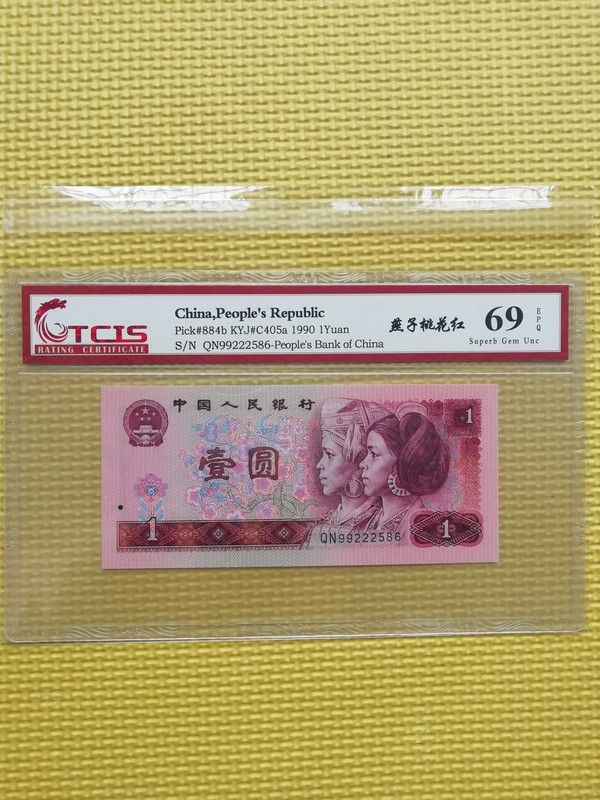 TCIS
RATING CERTIFICATE
China,People's Republic
Pick#884b KYJ#C405a 1990 1Yuan
S/N QN99222586-People's Bank of China
燕子桃花红
69
EPQ
Superb Gem Unc
中国人民银行
1
壹圆
1
1
QN99222586